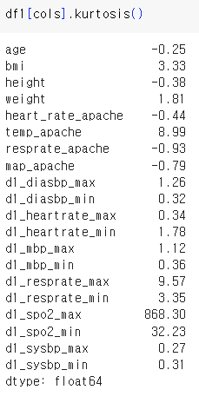 df1[cols].kurtosis()
age -0.25
bmi 3.33
height -0.38
weight 1.81
heart_rate_apache -0.44
temp_apache 8.99
resprate_apache -0.93
map_apache -0.79
d1_diasbp_max 1.26
d1_diasbp_min 0.32
d1_heartrate_max 0.34
d1_heartrate_min 1.78
d1_mbp_max 1.12
d1_mbp_min 0.36
d1_resprate_max 9.57
d1_resprate_min 3.35
d1_spo2_max 868.30
d1_spo2_min 32.23
d1_sysbp_max 0.27
d1_sysbp_min 0.31
dtype: float64